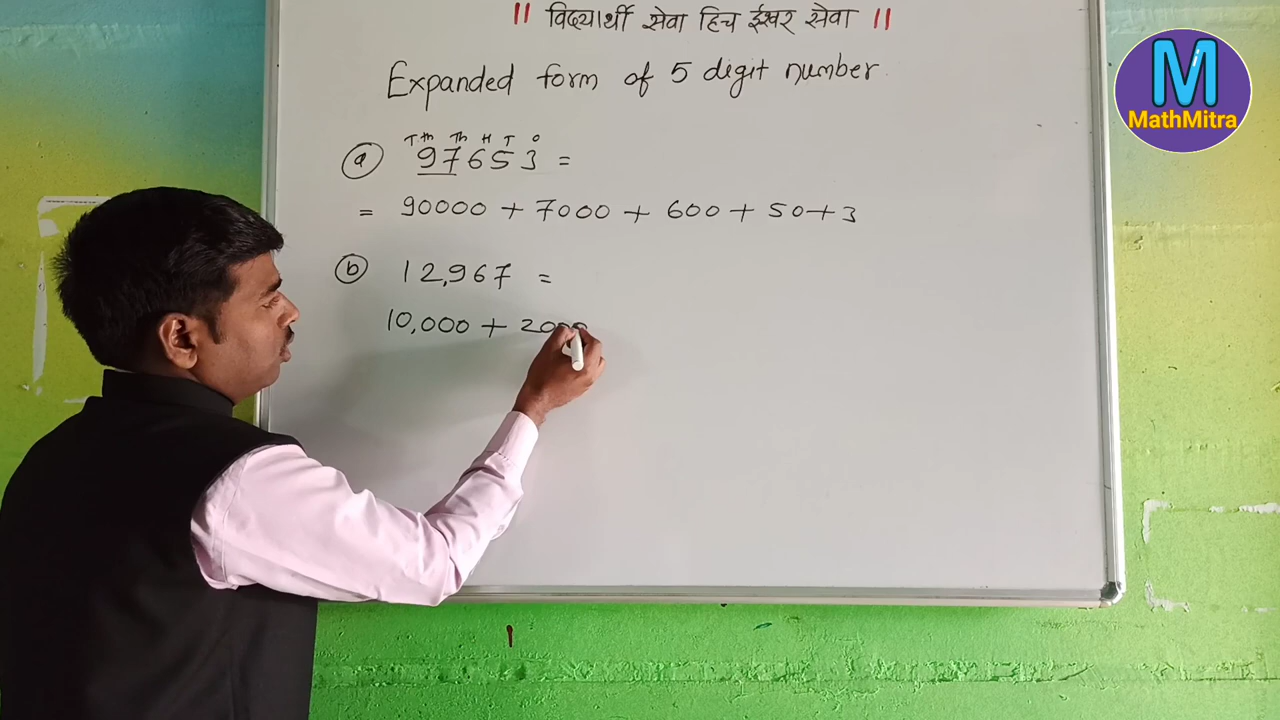 || विद्यार्थी सेवा हिच ईश्वर सेवा ||
M
MathMitra
Expanded form of 5 digit number
Tth Th H T O
(a) 97653 =
= 90000 + 7000 + 600 + 50 + 3
(b) 12,967 =
10,000 + 2000